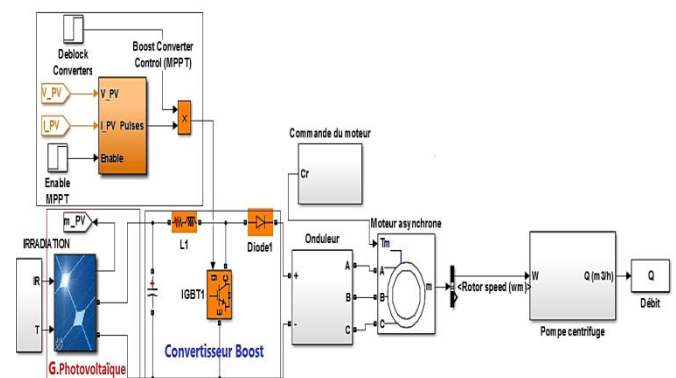 Deblock
Converters
Boost Converter
Control (MPPT)
V_PV
I_PV
V_PV
I_PV Pulses
Enable
x
Enable
MPPT
m_PV
IRRADIATION
IR
T
G.Photovoltaïque
L1
Diode1
IGBT1
g
C
E
Convertisseur Boost
Commande du moteur
Cr
Onduleur
+
-
A
B
C
Moteur asynchrone
Tm
A
B
C
m
<Rotor speed (wm)>
W
Q (m3/h)
Pompe centrifuge
Q
Débit